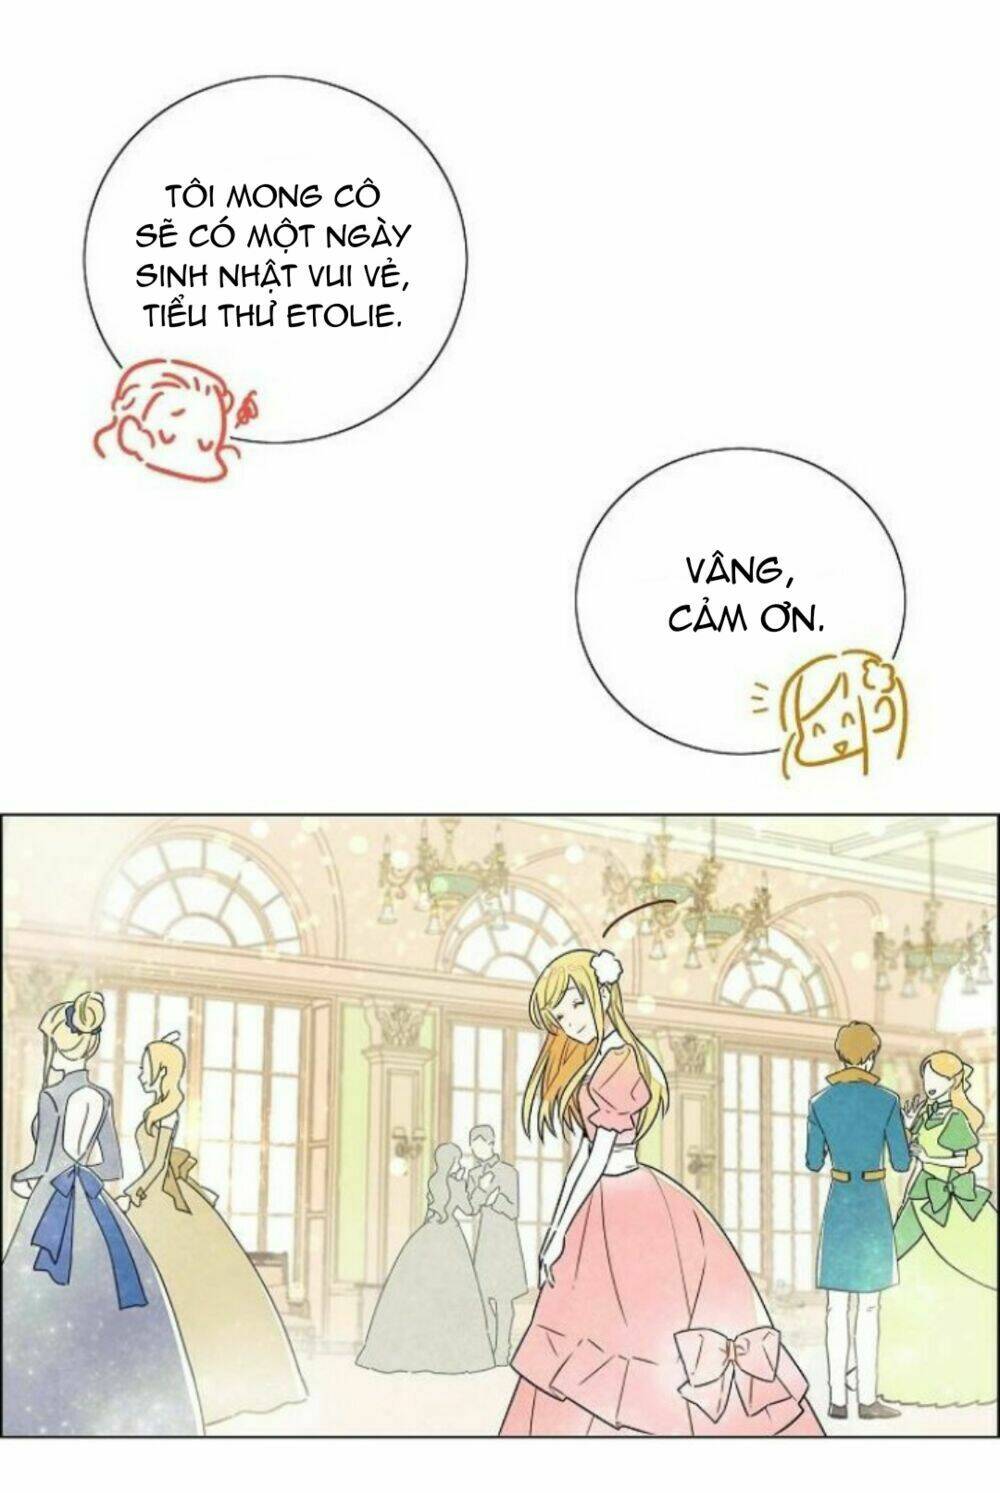 TÔI MONG CÔ
SẼ CÓ MỘT NGÀY
SINH NHẬT VUI VẺ,
TIỂU THƯ ETOLIE.
VÂNG,
CẢM ƠN.